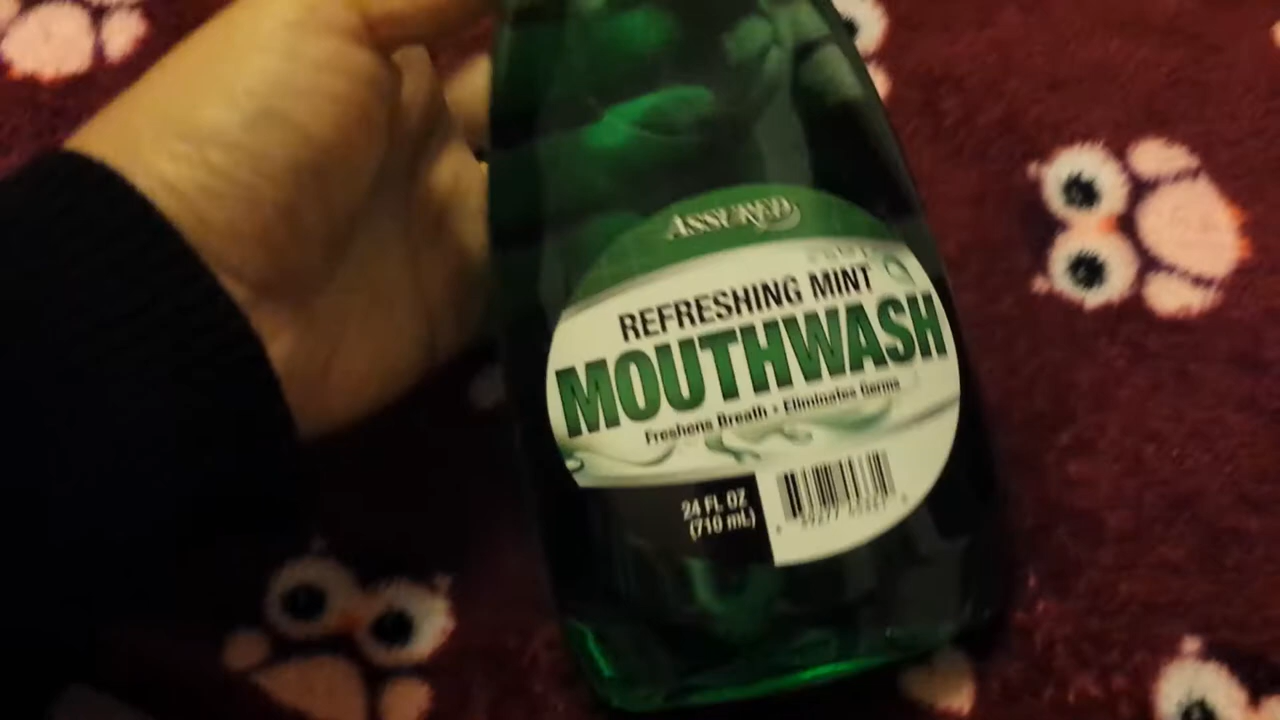 ASSURED
REFRESHING MINT
MOUTHWASH
Freshens Breath • Eliminates Germs
24 FL OZ
(710 mL)